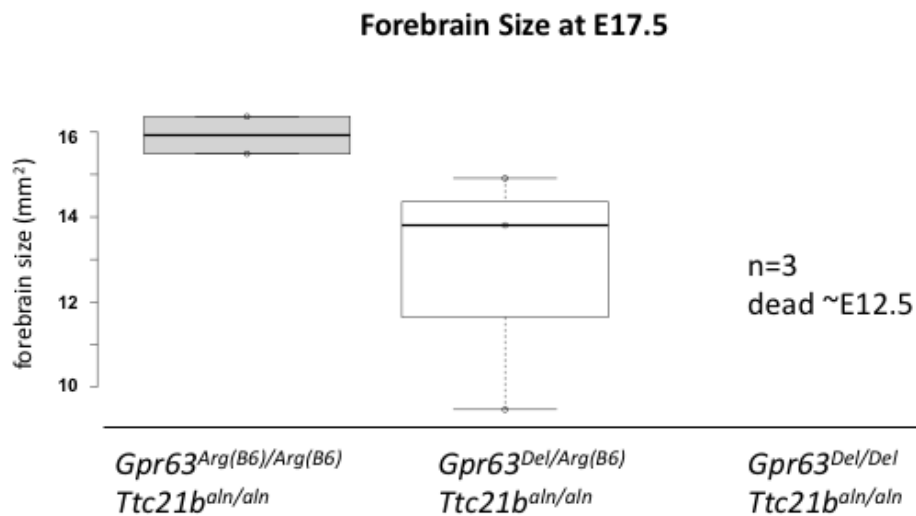 Forebrain Size at E17.5
forebrain size (mm²)
16
14
12
10
n=3
dead ~E12.5
Gpr63^Arg(B6)/Arg(B6)
Ttc21b^aln/aln
Gpr63^Del/Arg(B6)
Ttc21b^aln/aln
Gpr63^Del/Del
Ttc21b^aln/aln